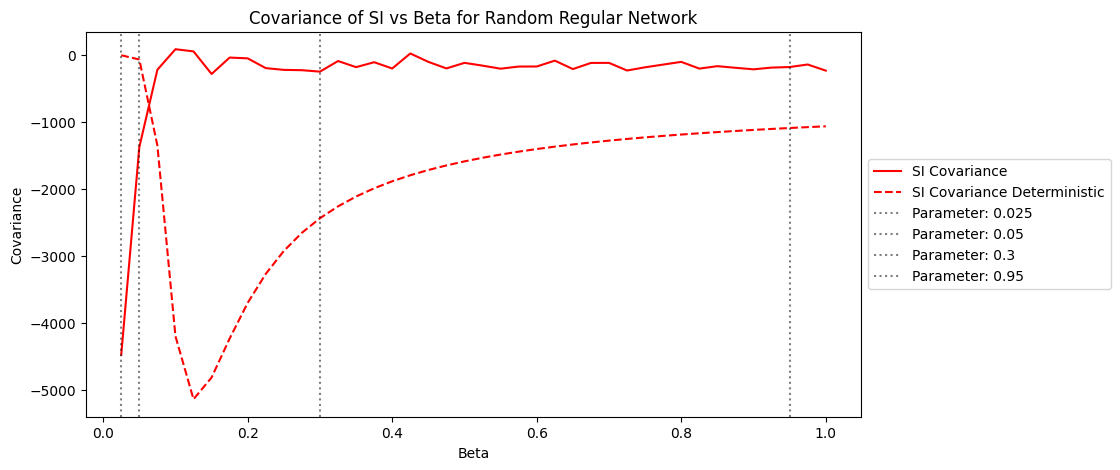 Covariance of SI vs Beta for Random Regular Network
Covariance
0
−1000
−2000
−3000
−4000
−5000
0.0
0.2
0.4
0.6
0.8
1.0
Beta
SI Covariance
SI Covariance Deterministic
Parameter: 0.025
Parameter: 0.05
Parameter: 0.3
Parameter: 0.95